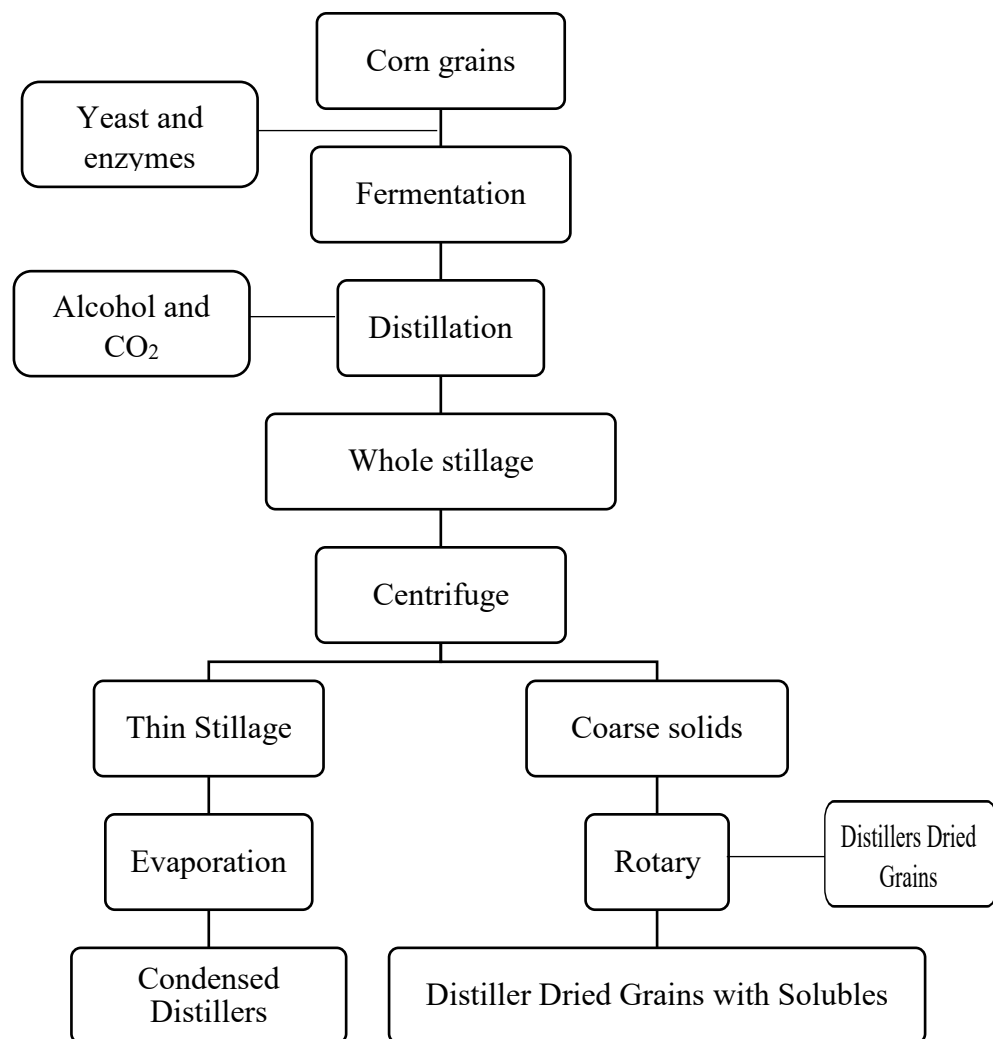 Corn grains
Yeast and
enzymes
Fermentation
Alcohol and
CO₂
Distillation
Whole stillage
Centrifuge
Thin Stillage
Coarse solids
Evaporation
Rotary
Distillers Dried
Grains
Condensed
Distillers
Distiller Dried Grains with Solubles